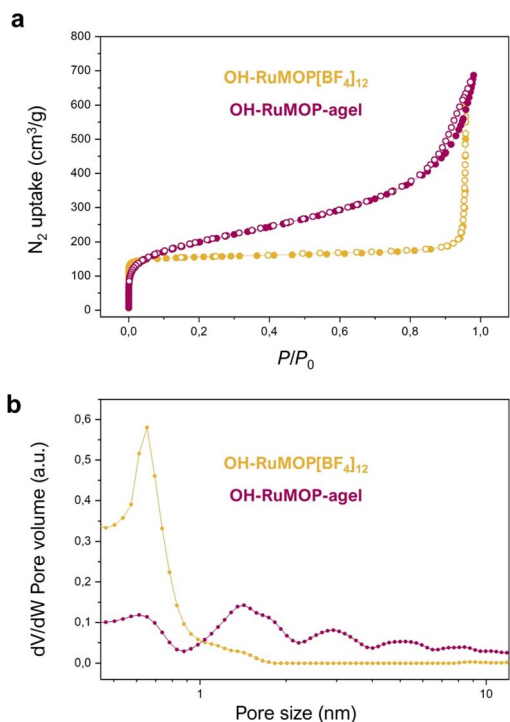 a
800
700
600
500
400
300
200
100
0
N₂ uptake (cm³/g)
OH-RuMOP[BF₄]₁₂
OH-RuMOP-agel
0,0 0,2 0,4 0,6 0,8 1,0
P/P₀
b
0,6
0,5
0,4
0,3
0,2
0,1
0,0
dV/dW Pore volume (a.u.)
OH-RuMOP[BF₄]₁₂
OH-RuMOP-agel
1 10
Pore size (nm)